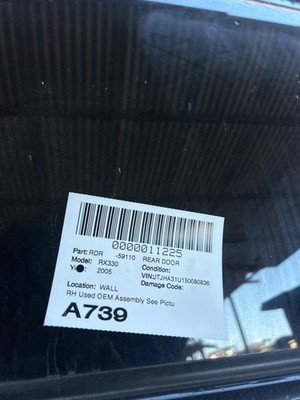 0000011225
Part: RDR -59110 REAR DOOR
Model: RX330 Condition:
2005 VIN:JTJHA31U150080836
Damage Code:
Location: WALL
RH Used OEM Assembly See Pictu
A739